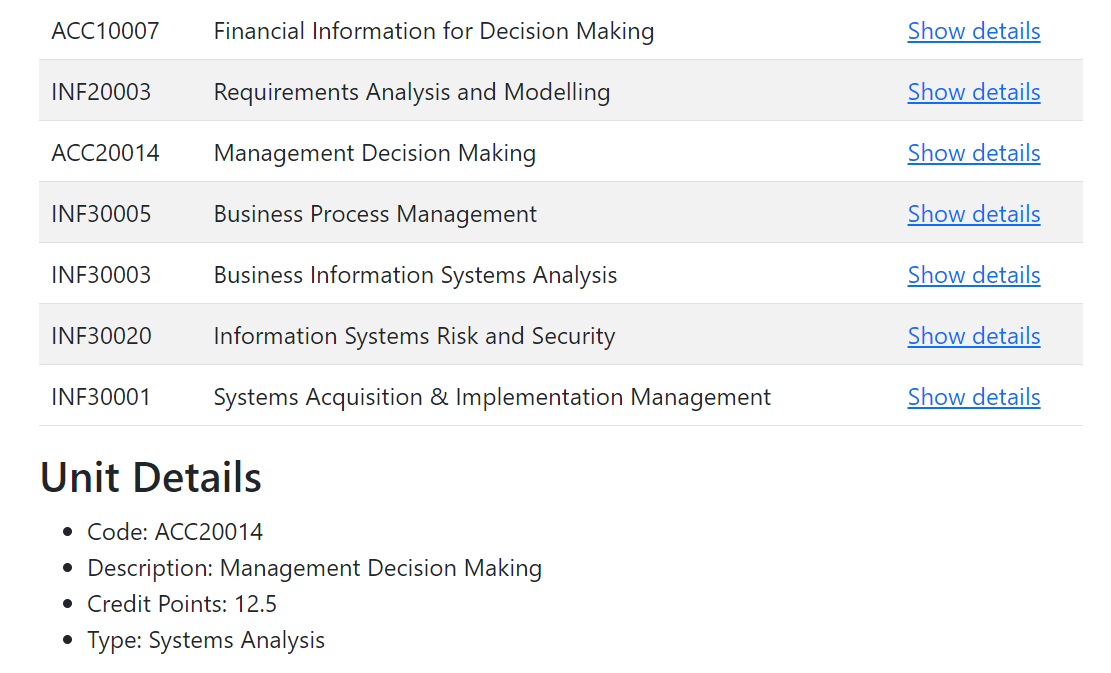 ACC10007 Financial Information for Decision Making Show details
INF20003 Requirements Analysis and Modelling Show details
ACC20014 Management Decision Making Show details
INF30005 Business Process Management Show details
INF30003 Business Information Systems Analysis Show details
INF30020 Information Systems Risk and Security Show details
INF30001 Systems Acquisition & Implementation Management Show details
Unit Details
• Code: ACC20014
• Description: Management Decision Making
• Credit Points: 12.5
• Type: Systems Analysis